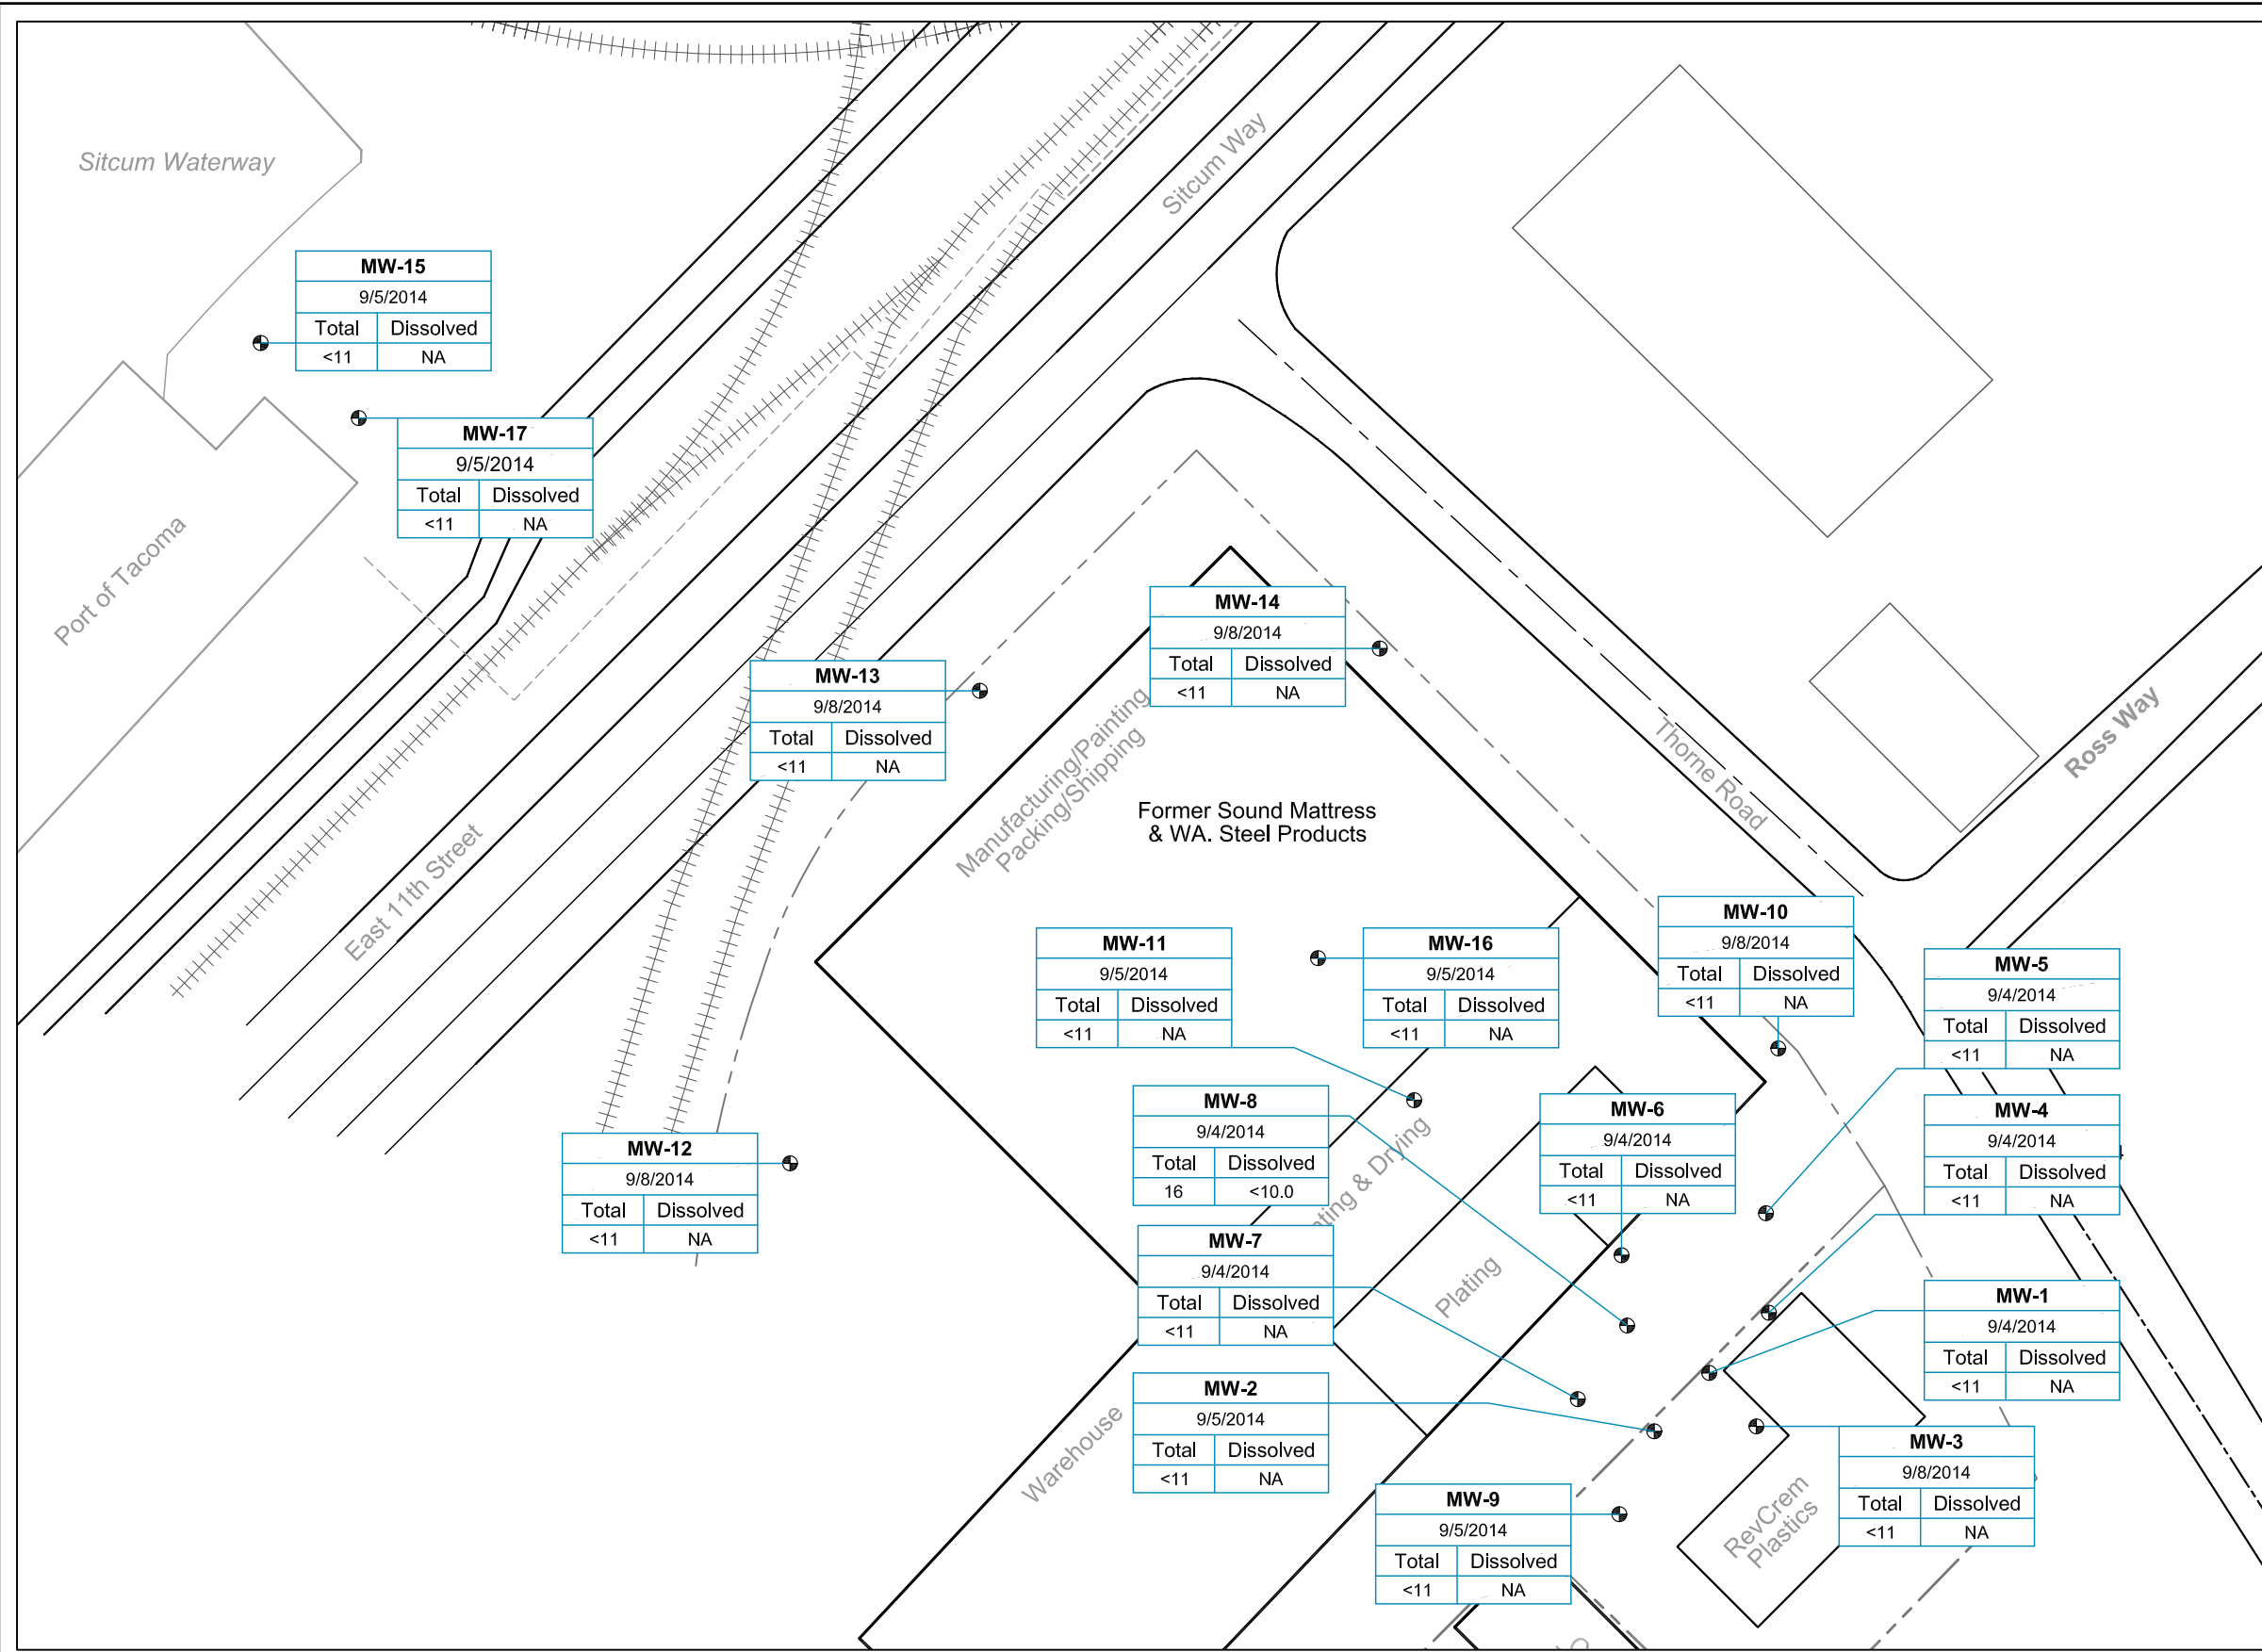 Sitcum Waterway
Sitcum Way
MW-15
9/5/2014
Total Dissolved
<11 NA
MW-17
9/5/2014
Total Dissolved
<11 NA
Port of Tacoma
East 11th Street
MW-14
9/8/2014
Total Dissolved
<11 NA
MW-13
9/8/2014
Total Dissolved
<11 NA
Manufacturing/Painting
Packing/Shipping
Former Sound Mattress
& WA. Steel Products
Thorne Road
Ross Way
MW-10
9/8/2014
Total Dissolved
<11 NA
MW-11
9/5/2014
Total Dissolved
<11 NA
MW-16
9/5/2014
Total Dissolved
<11 NA
MW-5
9/4/2014
Total Dissolved
<11 NA
MW-8
9/4/2014
Total Dissolved
16 <10.0
MW-6
9/4/2014
Total Dissolved
<11 NA
MW-4
9/4/2014
Total Dissolved
<11 NA
MW-12
9/8/2014
Total Dissolved
<11 NA
& Drying
MW-7
9/4/2014
Total Dissolved
<11 NA
Plating
MW-1
9/4/2014
Total Dissolved
<11 NA
MW-2
9/5/2014
Total Dissolved
<11 NA
Warehouse
MW-3
9/8/2014
Total Dissolved
<11 NA
MW-9
9/5/2014
Total Dissolved
<11 NA
RevCrem
Plastics